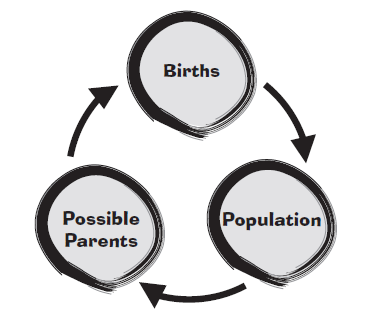 Births
Population
Possible
Parents